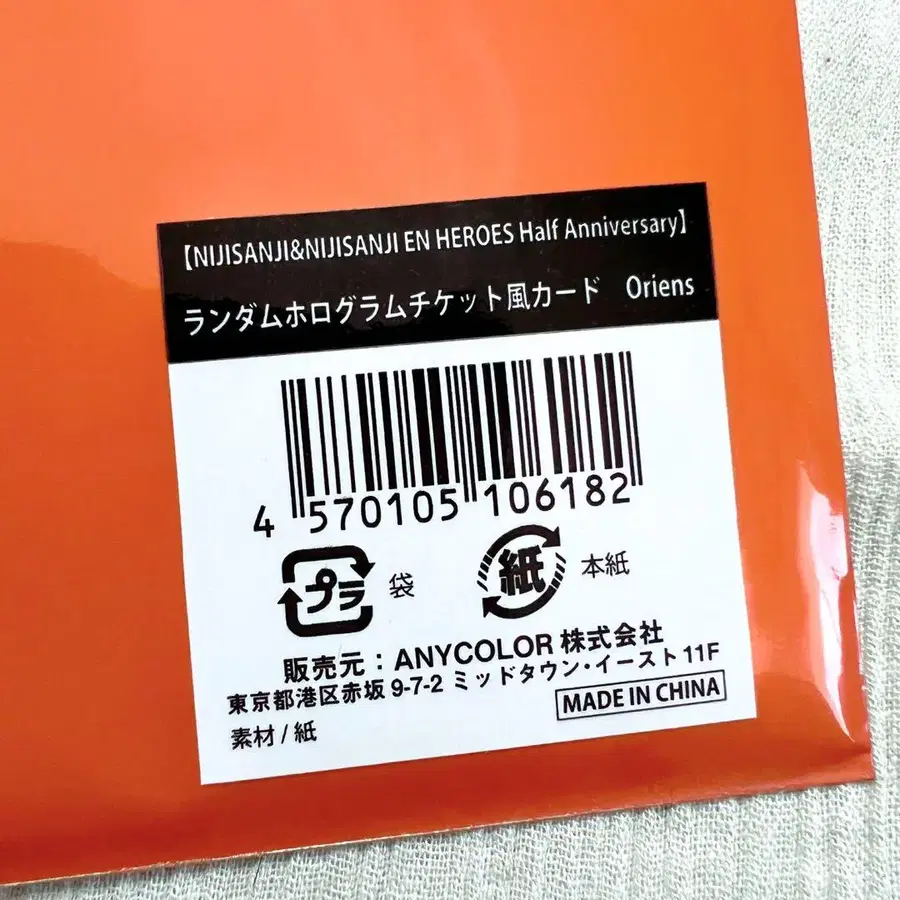 【NIJISANJI&NIJISANJI EN HEROES Half Anniversary】
ランダムホログラムチケット風カード Oriens
4 570105 106182
プラ 袋 紙 本紙
販売元：ANYCOLOR 株式会社
東京都港区赤坂 9-7-2 ミッドタウン・イースト 11F
素材 / 紙 MADE IN CHINA